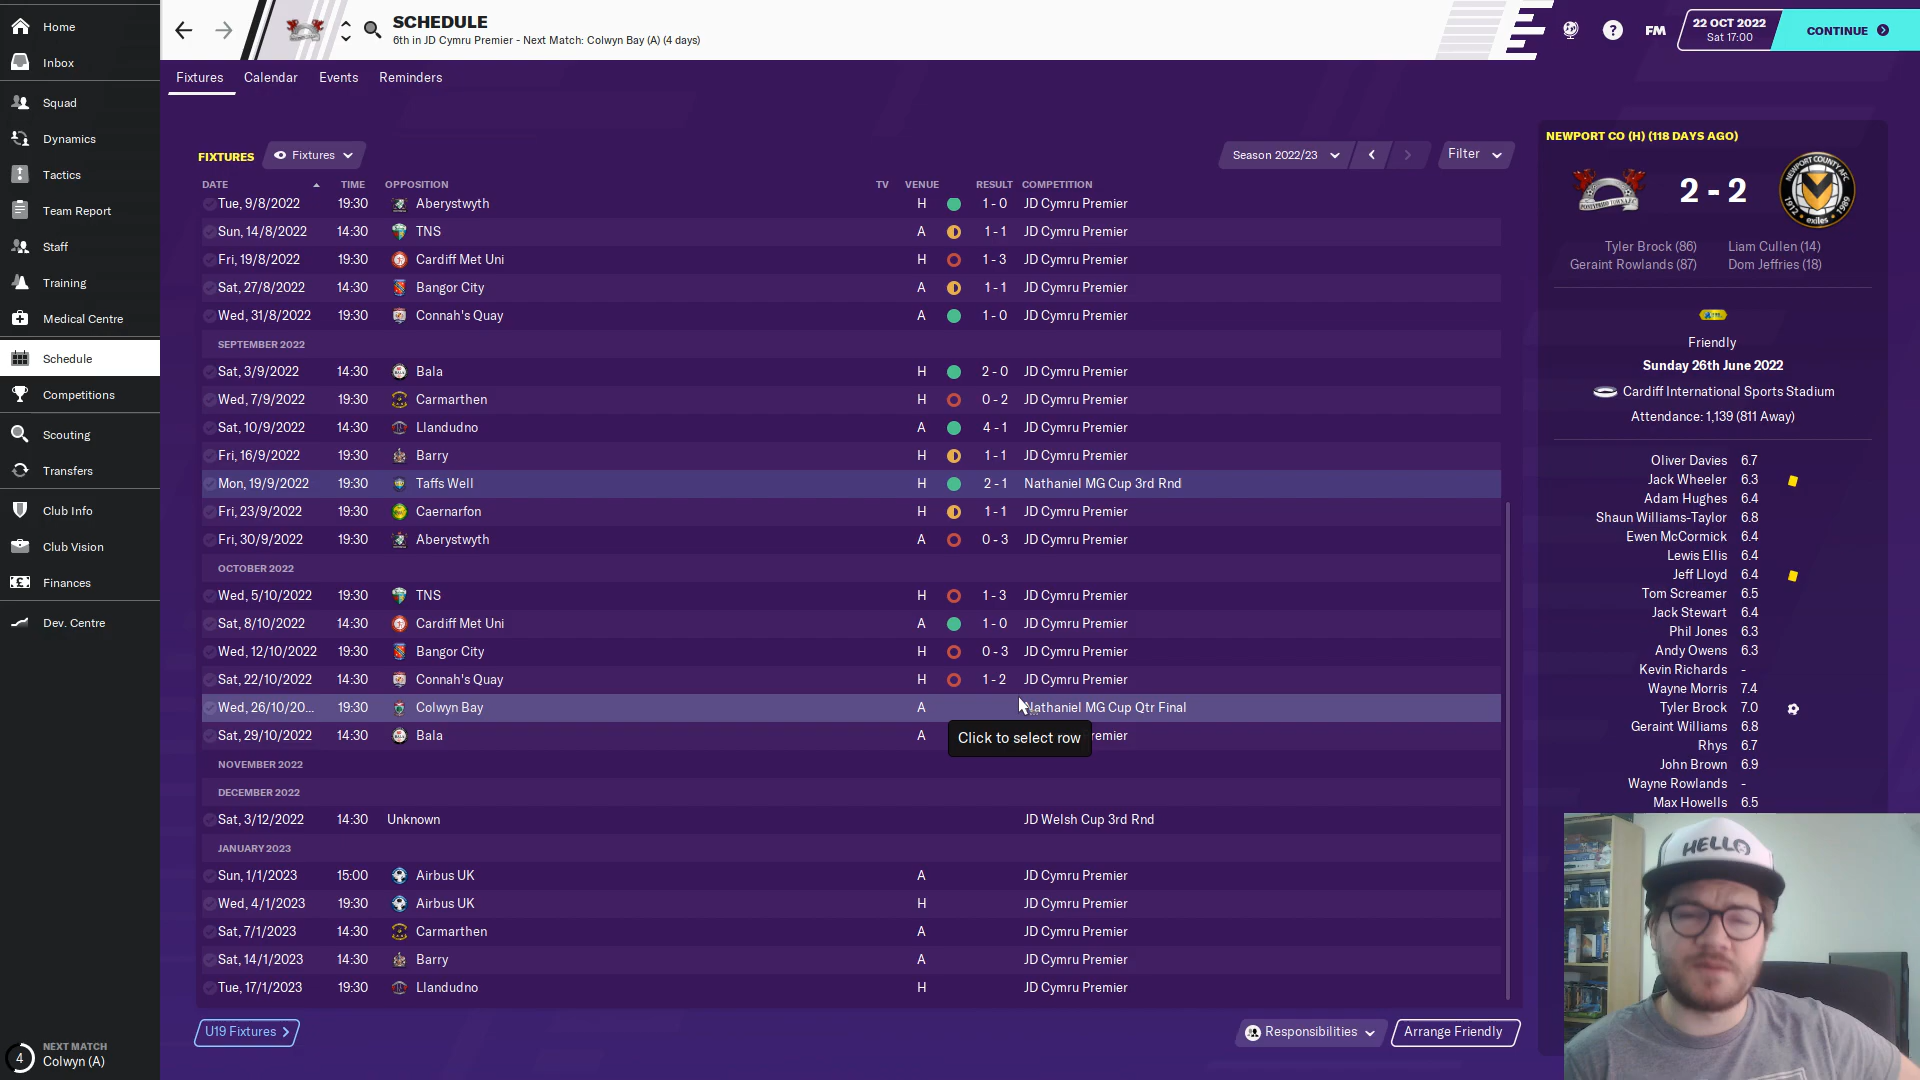 Home
Inbox
Squad
Dynamics
Tactics
Team Report
Staff
Training
Medical Centre
Schedule
Competitions
Scouting
Transfers
Club Info
Club Vision
Finances
Dev. Centre
4 NEXT MATCH
Colwyn (A)
SCHEDULE
6th in JD Cymru Premier - Next Match: Colwyn Bay (A) (4 days)
FM
22 OCT 2022
Sat 17:00
CONTINUE
Fixtures Calendar Events Reminders
FIXTURES Fixtures Season 2022/23 Filter
DATE TIME OPPOSITION TV VENUE RESULT COMPETITION
Tue, 9/8/2022 19:30 Aberystwyth H 1 - 0 JD Cymru Premier
Sun, 14/8/2022 14:30 TNS A 1 - 1 JD Cymru Premier
Fri, 19/8/2022 19:30 Cardiff Met Uni H 1 - 3 JD Cymru Premier
Sat, 27/8/2022 14:30 Bangor City A 1 - 1 JD Cymru Premier
Wed, 31/8/2022 19:30 Connah's Quay A 1 - 0 JD Cymru Premier
SEPTEMBER 2022
Sat, 3/9/2022 14:30 Bala H 2 - 0 JD Cymru Premier
Wed, 7/9/2022 19:30 Carmarthen H 0 - 2 JD Cymru Premier
Sat, 10/9/2022 14:30 Llandudno A 4 - 1 JD Cymru Premier
Fri, 16/9/2022 19:30 Barry H 1 - 1 JD Cymru Premier
Mon, 19/9/2022 19:30 Taffs Well H 2 - 1 Nathaniel MG Cup 3rd Rnd
Fri, 23/9/2022 19:30 Caernarfon H 1 - 1 JD Cymru Premier
Fri, 30/9/2022 19:30 Aberystwyth A 0 - 3 JD Cymru Premier
OCTOBER 2022
Wed, 5/10/2022 19:30 TNS H 1 - 3 JD Cymru Premier
Sat, 8/10/2022 14:30 Cardiff Met Uni A 1 - 0 JD Cymru Premier
Wed, 12/10/2022 19:30 Bangor City H 0 - 3 JD Cymru Premier
Sat, 22/10/2022 14:30 Connah's Quay H 1 - 2 JD Cymru Premier
Wed, 26/10/20... 19:30 Colwyn Bay A Nathaniel MG Cup Qtr Final
Sat, 29/10/2022 14:30 Bala A remier
Click to select row
NOVEMBER 2022
DECEMBER 2022
Sat, 3/12/2022 14:30 Unknown JD Welsh Cup 3rd Rnd
JANUARY 2023
Sun, 1/1/2023 15:00 Airbus UK A JD Cymru Premier
Wed, 4/1/2023 19:30 Airbus UK H JD Cymru Premier
Sat, 7/1/2023 14:30 Carmarthen A JD Cymru Premier
Sat, 14/1/2023 14:30 Barry A JD Cymru Premier
Tue, 17/1/2023 19:30 Llandudno H JD Cymru Premier
U19 Fixtures Responsibilities Arrange Friendly
NEWPORT CO (H) (118 DAYS AGO)
2 - 2
NEWPORT COUNTY AFC
1912 exiles 1989
Tyler Brock (86) Liam Cullen (14)
Geraint Rowlands (87) Dom Jeffries (18)
Friendly
Sunday 26th June 2022
Cardiff International Sports Stadium
Attendance: 1,139 (811 Away)
Oliver Davies 6.7
Jack Wheeler 6.3
Adam Hughes 6.4
Shaun Williams-Taylor 6.8
Ewen McCormick 6.4
Lewis Ellis 6.4
Jeff Lloyd 6.4
Tom Screamer 6.5
Jack Stewart 6.4
Phil Jones 6.3
Andy Owens 6.3
Kevin Richards -
Wayne Morris 7.4
Tyler Brock 7.0
Geraint Williams 6.8
Rhys 6.7
John Brown 6.9
Wayne Rowlands -
Max Howells 6.5
HELLO